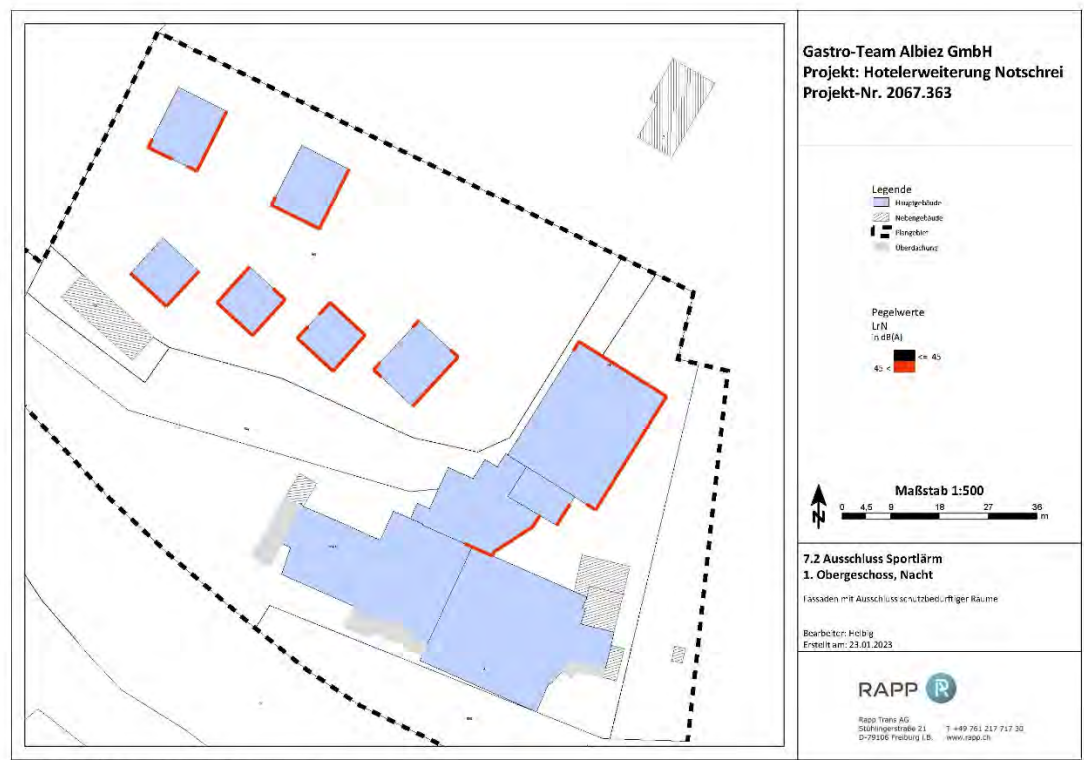 Gastro-Team Albiez GmbH
Projekt: Hotelerweiterung Notschrei
Projekt-Nr. 2067.363
Legende
Hauptgebäude
Nebengebäude
Plangebiet
Überdachung
Pegelwerte
LrN
in dB(A)
<= 45
45 <
Maßstab 1:500
0 4,5 9 18 27 36
m
N
7.2 Ausschluss Sportlärm
1. Obergeschoss, Nacht
Fassaden mit Ausschluss schutzbedürftiger Räume
Bearbeiter: Helbig
Erstellt am: 23.01.2023
RAPP R
Rapp Trans AG
Stühlingerstraße 21 T +49 761 217 717 30
D-79106 Freiburg i.B. www.rapp.ch